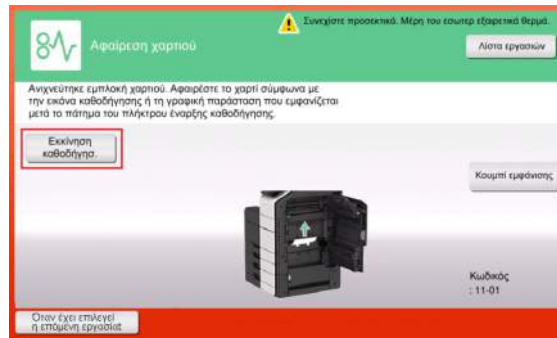 Συνεχίστε προσεκτικά. Μέρη του εσωτερ εξαιρετικά θερμά.
Αφαίρεση χαρτιού
Λίστα εργασιών
Ανιχνεύτηκε εμπλοκή χαρτιού. Αφαιρέστε το χαρτί σύμφωνα με
την εικόνα καθοδήγησης ή τη γραφική παράσταση που εμφανίζεται
μετά το πάτημα του πλήκτρου έναρξης καθοδήγησης.
Εκκίνηση
καθοδήγησ.
Κουμπί εμφάνισης
Κωδικός
: 11-01
Όταν έχει επιλεγεί
η επόμενη εργασία: